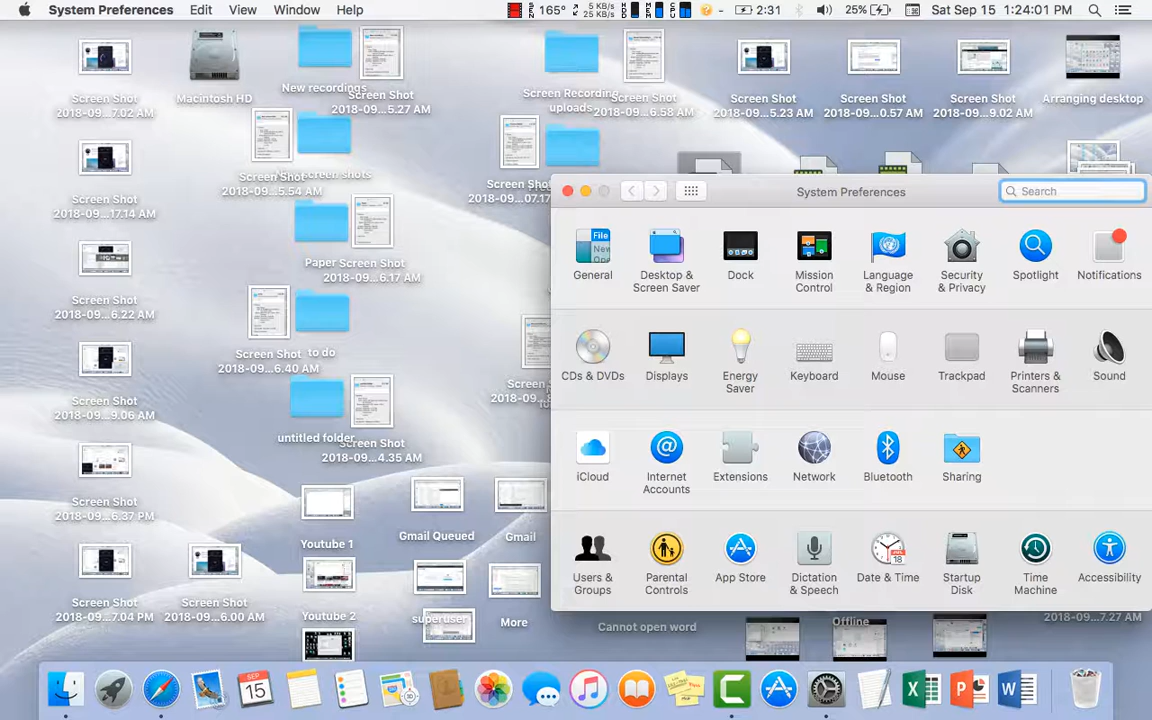 System Preferences Edit View Window Help
165° 5 KB/s 25 KB/s 2:31 25% Sat Sep 15 1:24:01 PM
Screen Shot
2018-09...7.02 AM
Macintosh HD
New recordings
Screen Shot
2018-09...5.27 AM
Screen Recording
uploads
Screen Shot
2018-09...6.58 AM
Screen Shot
2018-09...5.23 AM
Screen Shot
2018-09...0.57 AM
Screen Shot
2018-09...9.02 AM
Arranging desktop
Screen Shot
2018-09...17.14 AM
Screen Shot
2018-09...5.54 AM
Screen Shot
2018-09...07.17
Screen Shot
2018-09...6.22 AM
Paper
Screen Shot
2018-09...6.17 AM
Screen Shot
2018-09...9.06 AM
Screen Shot
2018-09...6.40 AM
to do
Screen Shot
2018-09...6.37 PM
untitled folder
Screen Shot
2018-09...4.35 AM
Youtube 1
Gmail Queued
Gmail
Screen Shot
2018-09...7.04 PM
Screen Shot
2018-09...6.00 AM
Youtube 2
superuser
More
Cannot open word
Offline
2018-09...7.27 AM
System Preferences
Search
General
Desktop &
Screen Saver
Dock
Mission
Control
Language
& Region
Security
& Privacy
Spotlight
Notifications
CDs & DVDs
Displays
Energy
Saver
Keyboard
Mouse
Trackpad
Printers &
Scanners
Sound
iCloud
Internet
Accounts
Extensions
Network
Bluetooth
Sharing
Users &
Groups
Parental
Controls
App Store
Dictation
& Speech
Date & Time
Startup
Disk
Time
Machine
Accessibility
SEP
15